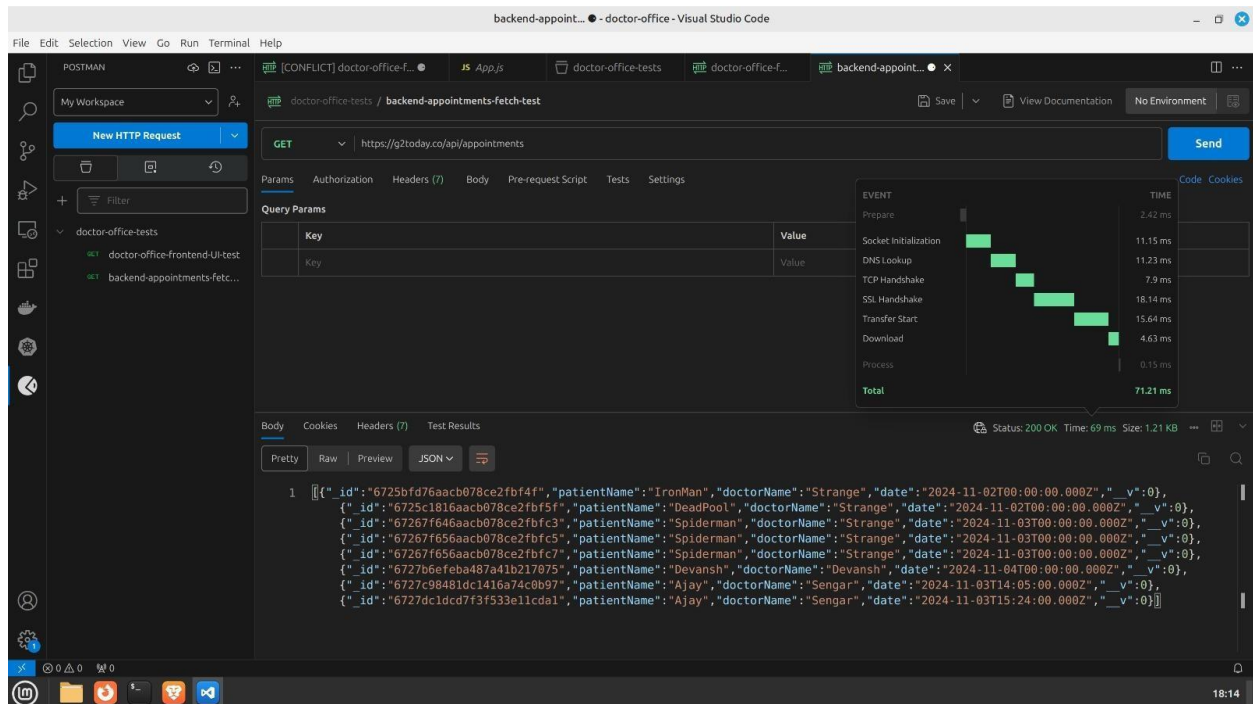 backend-appoint... ● - doctor-office - Visual Studio Code
File Edit Selection View Go Run Terminal Help
POSTMAN
[CONFLICT] doctor-office-f... ●
JS App.js
doctor-office-tests
HTTP doctor-office-f...
HTTP backend-appoint... ●
My Workspace
HTTP doctor-office-tests / backend-appointments-fetch-test
Save
View Documentation
No Environment
New HTTP Request
GET
https://g2today.co/api/appointments
Send
Params Authorization Headers (7) Body Pre-request Script Tests Settings
Code Cookies
Filter
Query Params
Key Value
Key Value
doctor-office-tests
GET doctor-office-frontend-UI-test
GET backend-appointments-fetc...
EVENT TIME
Prepare 2.42 ms
Socket Initialization 11.15 ms
DNS Lookup 11.23 ms
TCP Handshake 7.9 ms
SSL Handshake 18.14 ms
Transfer Start 15.64 ms
Download 4.63 ms
Process 0.15 ms
Total 71.21 ms
Body Cookies Headers (7) Test Results
Status: 200 OK Time: 69 ms Size: 1.21 KB
Pretty Raw Preview JSON
1 [{"_id":"6725bfd76aacb078ce2fbf4f","patientName":"IronMan","doctorName":"Strange","date":"2024-11-02T00:00:00.000Z","__v":0},
{"_id":"6725c1816aacb078ce2fbf5f","patientName":"DeadPool","doctorName":"Strange","date":"2024-11-02T00:00:00.000Z","__v":0},
{"_id":"67267f646aacb078ce2fbfc3","patientName":"Spiderman","doctorName":"Strange","date":"2024-11-03T00:00:00.000Z","__v":0},
{"_id":"67267f656aacb078ce2fbfc5","patientName":"Spiderman","doctorName":"Strange","date":"2024-11-03T00:00:00.000Z","__v":0},
{"_id":"67267f656aacb078ce2fbfc7","patientName":"Spiderman","doctorName":"Strange","date":"2024-11-03T00:00:00.000Z","__v":0},
{"_id":"6727b6efeba487a41b217075","patientName":"Devansh","doctorName":"Devansh","date":"2024-11-04T00:00:00.000Z","__v":0},
{"_id":"6727c98481dc1416a74c0b97","patientName":"Ajay","doctorName":"Sengar","date":"2024-11-03T14:05:00.000Z","__v":0},
{"_id":"6727dc1dcd7f3f533e11cda1","patientName":"Ajay","doctorName":"Sengar","date":"2024-11-03T15:24:00.000Z","__v":0}]
1
0 0 0
18:14